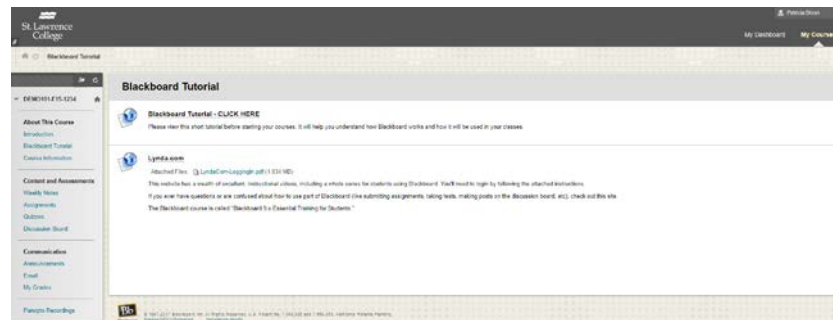 St. Lawrence
College
My Dashboard
My Course
Blackboard Tutorial
DEMO101-F15-1234
About This Course
Introduction
Blackboard Tutorial
Course Information
Content and Assessments
Weekly Notes
Assignments
Quizzes
Discussion Board
Communication
Announcements
Email
My Grades
Panopto Recordings
Blackboard Tutorial
Blackboard Tutorial - CLICK HERE
Please view this short tutorial before starting your courses. It will help you understand how Blackboard works and how it will be used in your classes.
Lynda.com
Attached Files:
This website has a wealth of excellent, instructional videos, including a whole series for students using Blackboard. You'll need to login by following the attached instructions.
If you ever have questions or are confused about how to use part of Blackboard (like submitting assignments, taking tests, making posts on the discussion board, etc), check out this site.
The Blackboard course is called "Blackboard 9.x Essential Training for Students."
Bb